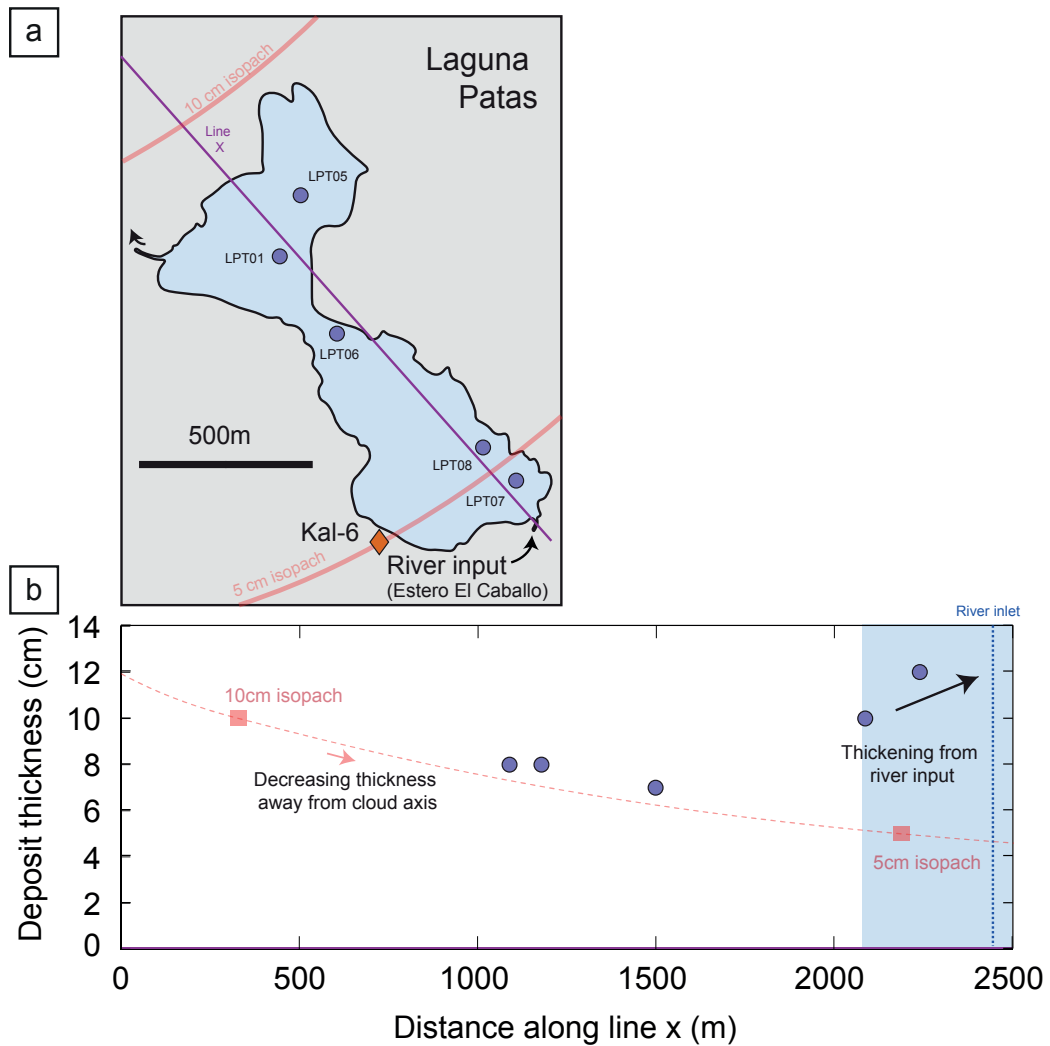 a
Laguna
Patas
10 cm isopach
Line
X
LPT05
LPT01
LPT06
500m
LPT08
LPT07
Kal-6
River input
(Estero El Caballo)
5 cm isopach
b
River inlet
14
12
10
8
6
4
2
0
Deposit thickness (cm)
10cm isopach
Decreasing thickness
away from cloud axis
Thickening from
river input
5cm isopach
0
500
1000
1500
2000
2500
Distance along line x (m)